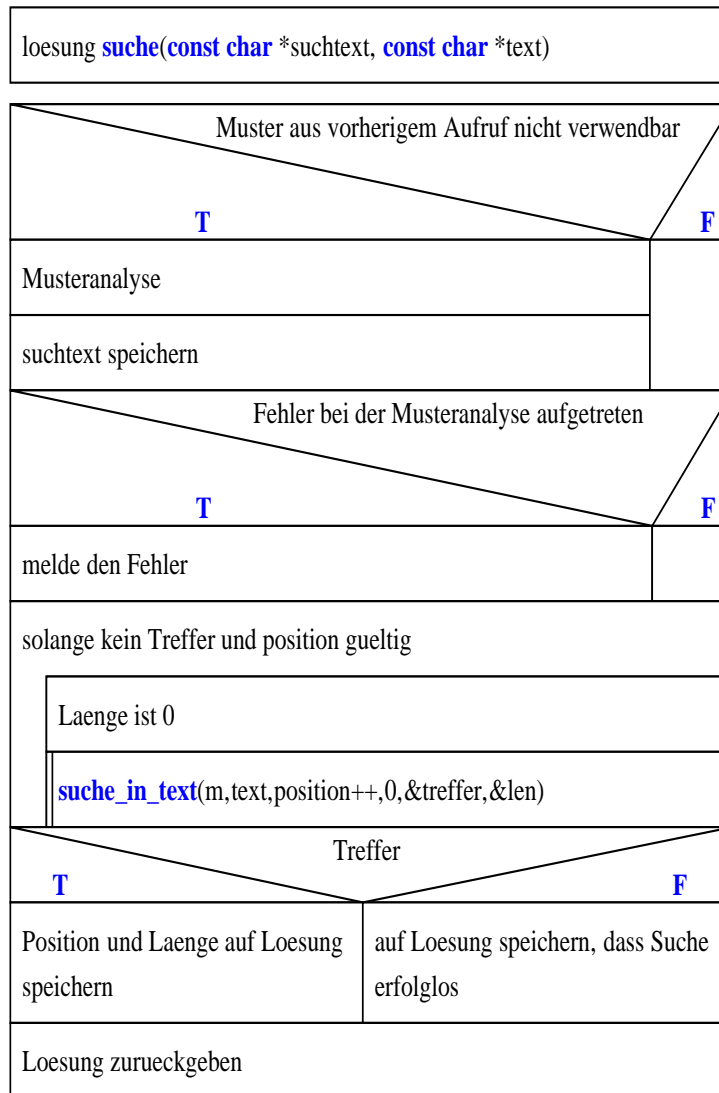 loesung suche(const char *suchtext, const char *text)
Muster aus vorherigem Aufruf nicht verwendbar
T F
Musteranalyse
suchtext speichern
Fehler bei der Musteranalyse aufgetreten
T F
melde den Fehler
solange kein Treffer und position gueltig
Laenge ist 0
suche_in_text(m,text,position++,0,&treffer,&len)
Treffer
T F
Position und Laenge auf Loesung
speichern
auf Loesung speichern, dass Suche
erfolglos
Loesung zurueckgeben